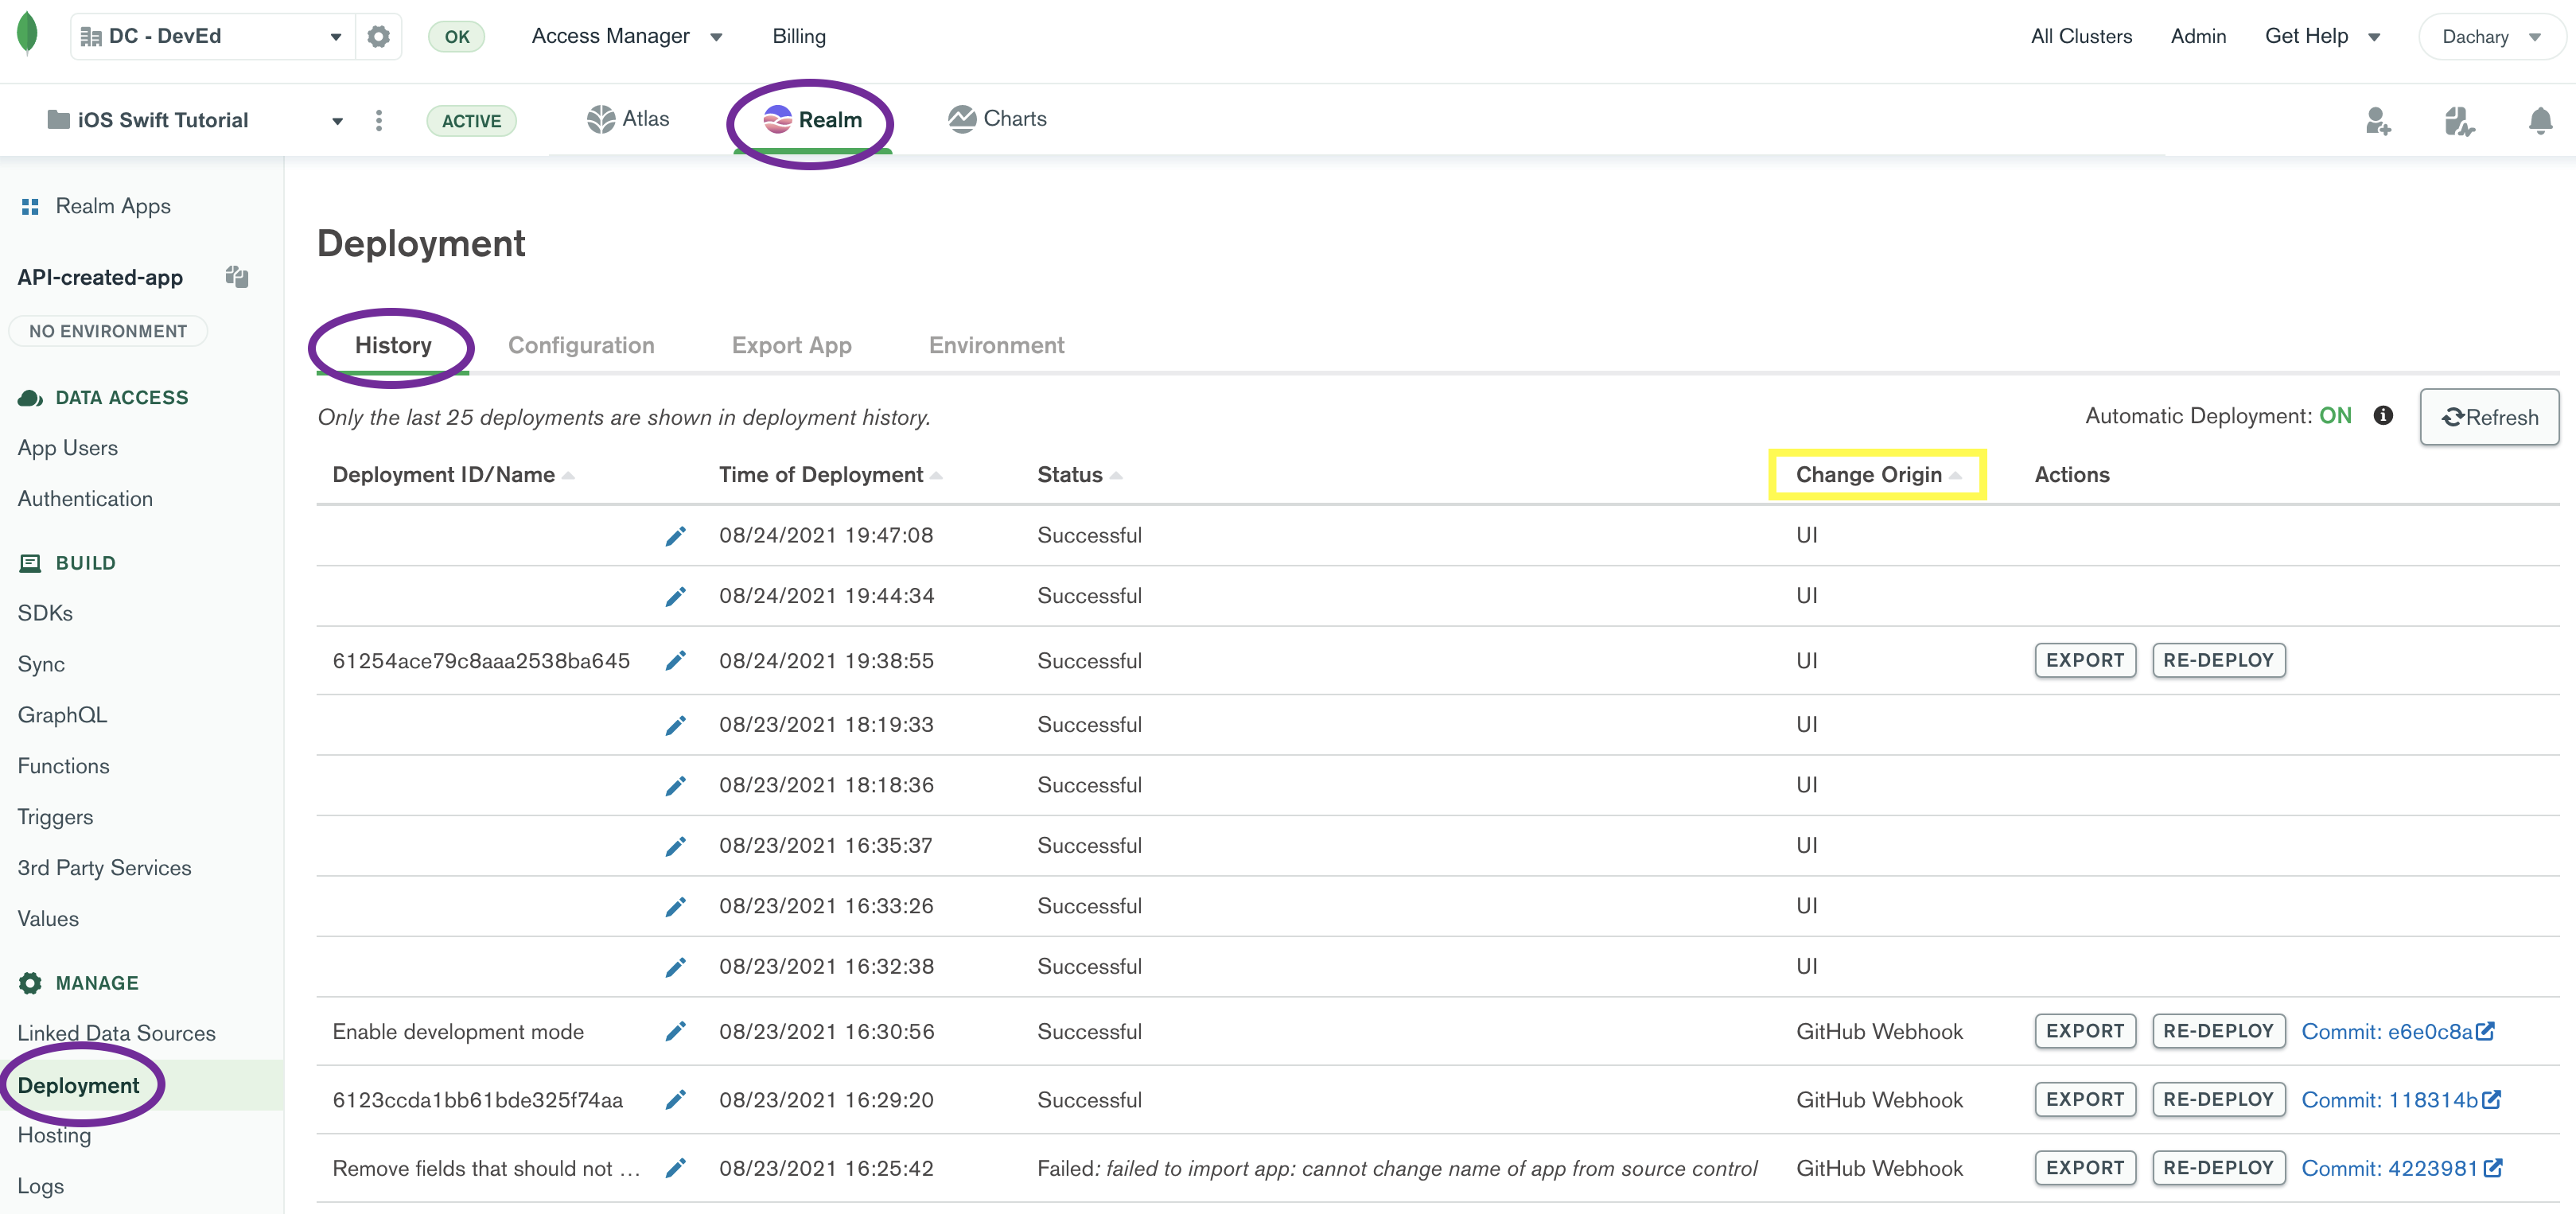 DC - DevEd OK Access Manager Billing All Clusters Admin Get Help Dachary
iOS Swift Tutorial ACTIVE Atlas Realm Charts
Realm Apps
API-created-app
NO ENVIRONMENT
DATA ACCESS
App Users
Authentication
BUILD
SDKs
Sync
GraphQL
Functions
Triggers
3rd Party Services
Values
MANAGE
Linked Data Sources
Deployment
Hosting
Logs
Deployment
History Configuration Export App Environment
Only the last 25 deployments are shown in deployment history.
Automatic Deployment: ON Refresh
Deployment ID/Name Time of Deployment Status Change Origin Actions
08/24/2021 19:47:08 Successful UI
08/24/2021 19:44:34 Successful UI
61254ace79c8aaa2538ba645 08/24/2021 19:38:55 Successful UI EXPORT RE-DEPLOY
08/23/2021 18:19:33 Successful UI
08/23/2021 18:18:36 Successful UI
08/23/2021 16:35:37 Successful UI
08/23/2021 16:33:26 Successful UI
08/23/2021 16:32:38 Successful UI
Enable development mode 08/23/2021 16:30:56 Successful GitHub Webhook EXPORT RE-DEPLOY Commit: e6e0c8a
6123ccda1bb61bde325f74aa 08/23/2021 16:29:20 Successful GitHub Webhook EXPORT RE-DEPLOY Commit: 118314b
Remove fields that should not ... 08/23/2021 16:25:42 Failed: failed to import app: cannot change name of app from source control GitHub Webhook EXPORT RE-DEPLOY Commit: 4223981